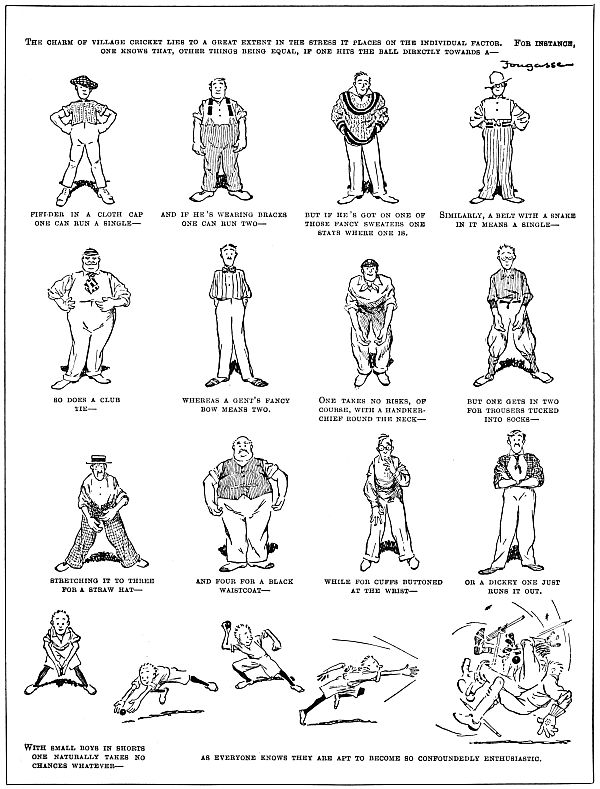 THE CHARM OF VILLAGE CRICKET LIES TO A GREAT EXTENT IN THE STRESS IT PLACES ON THE INDIVIDUAL FACTOR. FOR INSTANCE,
ONE KNOWS THAT, OTHER THINGS BEING EQUAL, IF ONE HITS THE BALL DIRECTLY TOWARDS A—
Fougasse
FIELDER IN A CLOTH CAP
ONE CAN RUN A SINGLE—
AND IF HE'S WEARING BRACES
ONE CAN RUN TWO—
BUT IF HE'S GOT ON ONE OF
THOSE FANCY SWEATERS ONE
STAYS WHERE ONE IS.
SIMILARLY, A BELT WITH A SNAKE
IN IT MEANS A SINGLE—
SO DOES A CLUB
TIE—
WHEREAS A GENT'S FANCY
BOW MEANS TWO.
ONE TAKES NO RISKS, OF
COURSE, WITH A HANDKER-
CHIEF ROUND THE NECK—
BUT ONE GETS IN TWO
FOR TROUSERS TUCKED
INTO SOCKS—
STRETCHING IT TO THREE
FOR A STRAW HAT—
AND FOUR FOR A BLACK
WAISTCOAT—
WHILE FOR CUFFS BUTTONED
AT THE WRIST—
OR A DICKEY ONE JUST
RUNS IT OUT.
WITH SMALL BOYS IN SHORTS
ONE NATURALLY TAKES NO
CHANCES WHATEVER—
AS EVERYONE KNOWS THEY ARE APT TO BECOME SO CONFOUNDEDLY ENTHUSIASTIC.